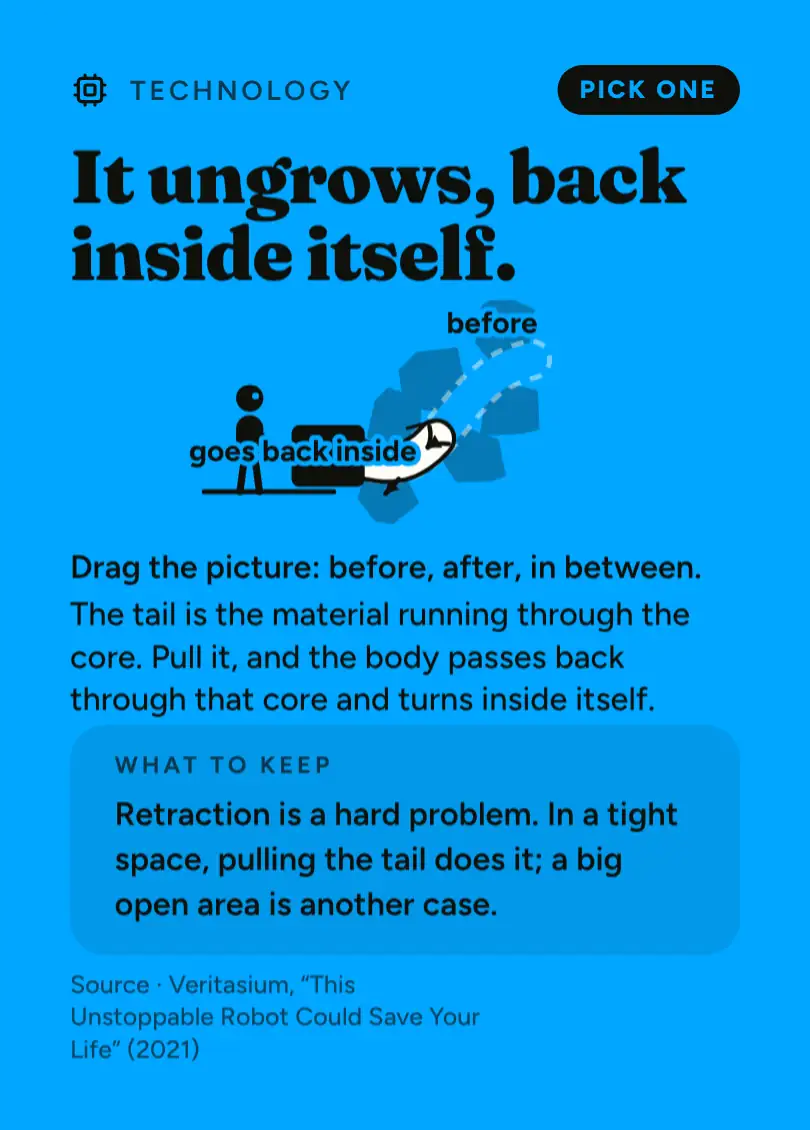 TECHNOLOGY
PICK ONE
It ungrows, back
inside itself.
before
goes back inside
Drag the picture: before, after, in between.
The tail is the material running through the
core. Pull it, and the body passes back
through that core and turns inside itself.
WHAT TO KEEP
Retraction is a hard problem. In a tight
space, pulling the tail does it; a big
open area is another case.
Source · Veritasium, “This
Unstoppable Robot Could Save Your
Life” (2021)